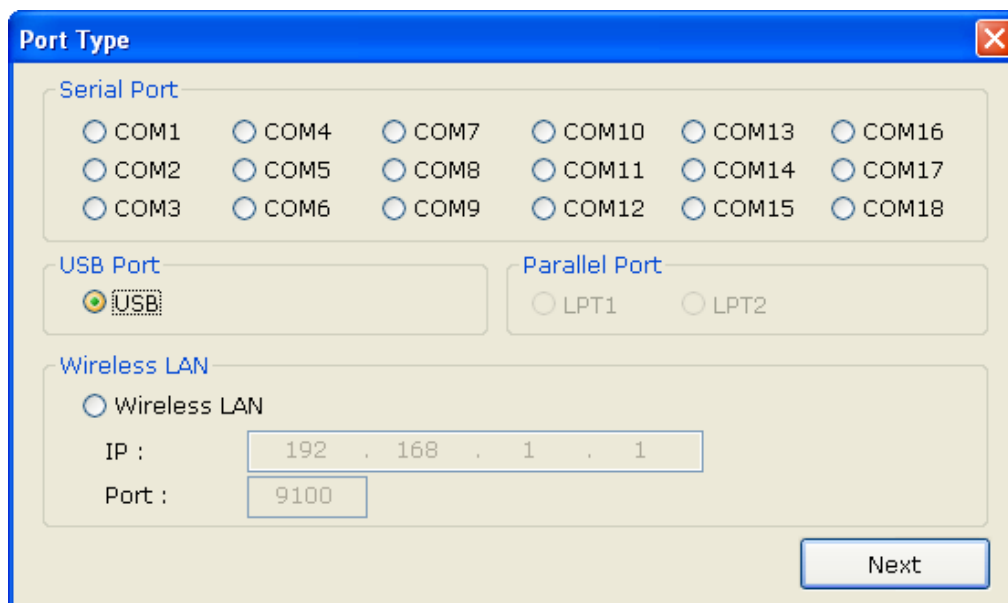 Port Type
Serial Port
COM1 COM4 COM7 COM10 COM13 COM16
COM2 COM5 COM8 COM11 COM14 COM17
COM3 COM6 COM9 COM12 COM15 COM18
USB Port Parallel Port
USB LPT1 LPT2
Wireless LAN
Wireless LAN
IP : 192 . 168 . 1 . 1
Port : 9100
Next